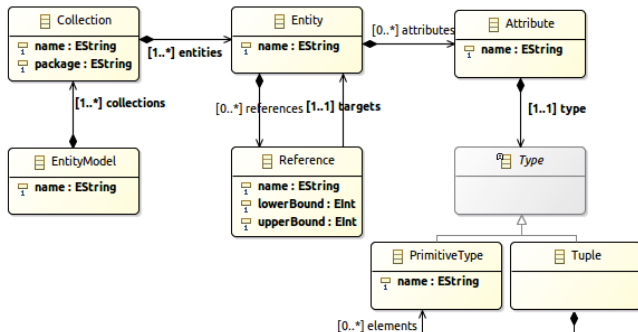 Collection
name : EString
package : EString
[1..*] entities
Entity
name : EString
[0..*] attributes
Attribute
name : EString
[1..*] collections
[0..*] references
[1..1] targets
[1..1] type
EntityModel
name : EString
Reference
name : EString
lowerBound : EInt
upperBound : EInt
Type
PrimitiveType
name : EString
Tuple
[0..*] elements